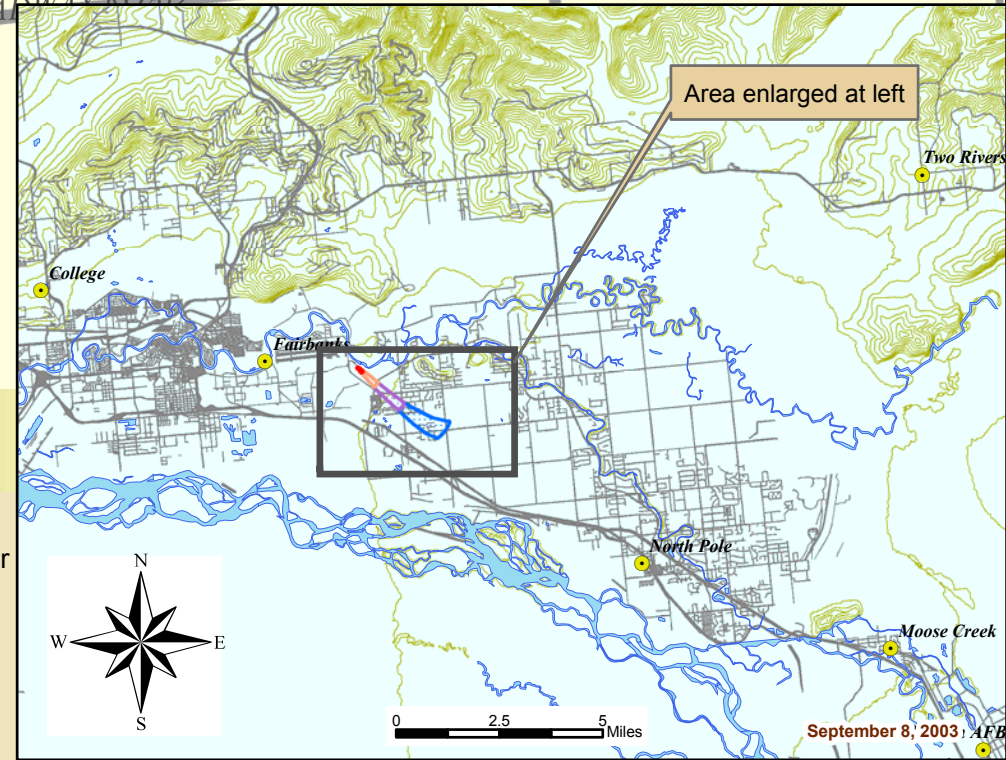 Area enlarged at left
Two Rivers
College
Fairbanks
North Pole
Moose Creek
N
W E
S
0 2.5 5
Miles
September 8, 2003
AFB
r